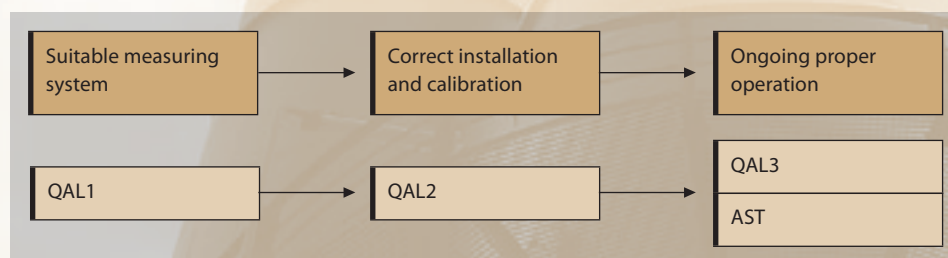 Suitable measuring
system
Correct installation
and calibration
Ongoing proper
operation
QAL1
QAL2
QAL3
AST